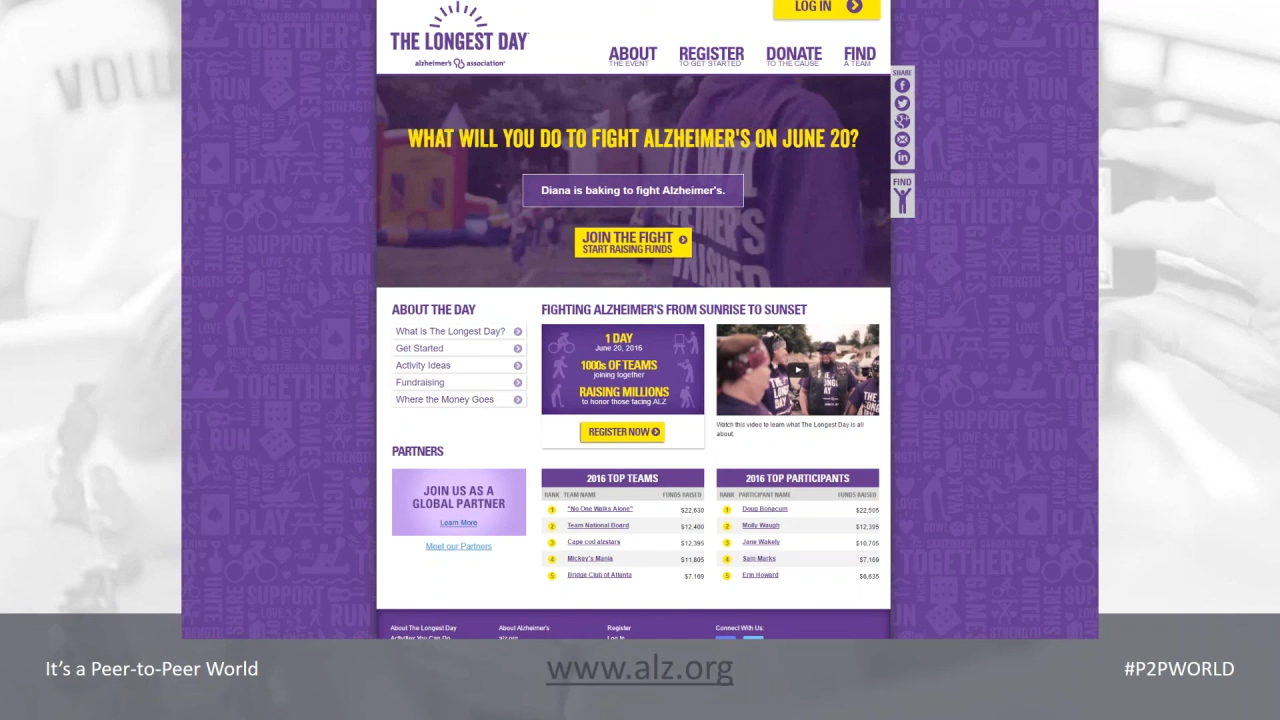 LOG IN
THE LONGEST DAY
alzheimer's association
ABOUT
THE EVENT
REGISTER
TO GET STARTED
DONATE
TO THE CAUSE
FIND
A TEAM
SHARE
FIND
WHAT WILL YOU DO TO FIGHT ALZHEIMER'S ON JUNE 20?
Diana is baking to fight Alzheimer's.
JOIN THE FIGHT
START RAISING FUNDS
ABOUT THE DAY
What is The Longest Day?
Get Started
Activity Ideas
Fundraising
Where the Money Goes
PARTNERS
JOIN US AS A
GLOBAL PARTNER
Learn More
Meet our Partners
FIGHTING ALZHEIMER'S FROM SUNRISE TO SUNSET
1 DAY
June 20, 2016
1000s OF TEAMS
joining together
RAISING MILLIONS
to honor those facing ALZ
REGISTER NOW
Watch this video to learn what The Longest Day is all
about.
2016 TOP TEAMS
RANK TEAM NAME FUNDS RAISED
1 "No One Walks Alone" $22,630
2 Team National Board $12,400
3 Cape cod alzstars $12,395
4 Mickey's Mania $11,805
5 Bridge Club of Atlanta $7,169
2016 TOP PARTICIPANTS
RANK PARTICIPANT NAME FUNDS RAISED
1 Doug Bonacum $22,505
2 Molly Waugh $12,395
3 Jane Wakely $10,705
4 Sam Marks $7,169
5 Erin Howard $6,635
About The Longest Day
Activities You Can Do
About Alzheimer's
alz.org
Register
Log In
Connect With Us:
It's a Peer-to-Peer World
www.alz.org
#P2PWORLD